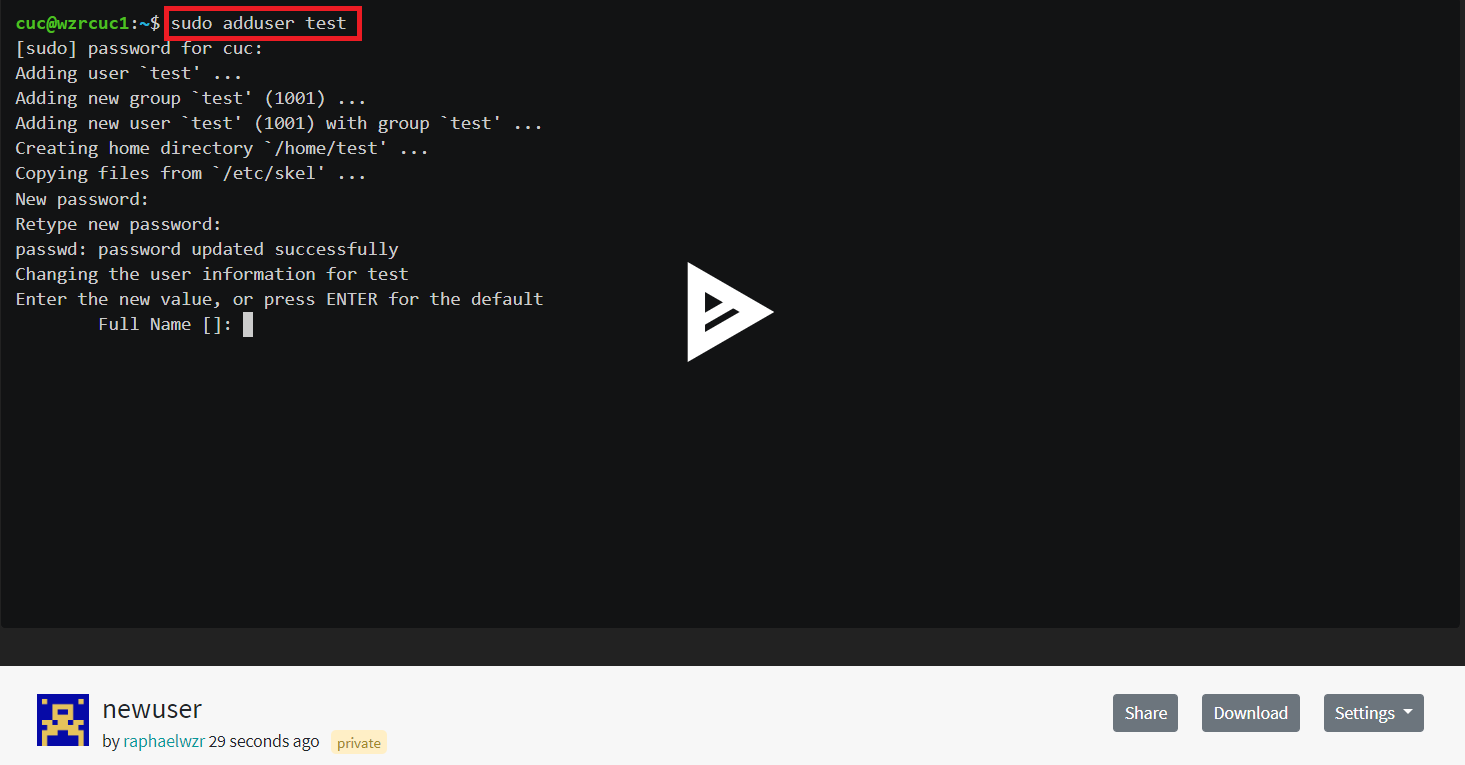 cuc@wzrcuc1:~$ sudo adduser test
[sudo] password for cuc:
Adding user `test' ...
Adding new group `test' (1001) ...
Adding new user `test' (1001) with group `test' ...
Creating home directory `/home/test' ...
Copying files from `/etc/skel' ...
New password:
Retype new password:
passwd: password updated successfully
Changing the user information for test
Enter the new value, or press ENTER for the default
        Full Name []:
newuser
by raphaelwzr 29 seconds ago private
Share Download Settings